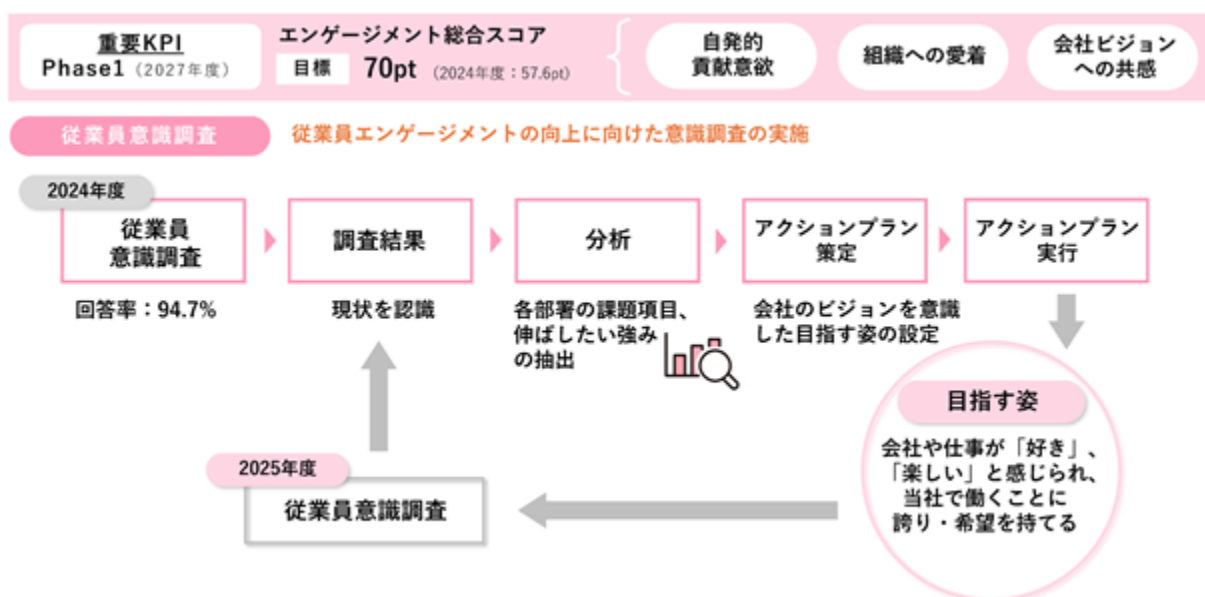 重要KPI
Phase1（2027年度）
エンゲージメント総合スコア
目標 70pt （2024年度：57.6pt）
自発的
貢献意欲
組織への愛着
会社ビジョン
への共感
従業員意識調査
従業員エンゲージメントの向上に向けた意識調査の実施
2024年度
従業員
意識調査
回答率：94.7%
調査結果
現状を認識
分析
各部署の課題項目、
伸ばしたい強み
の抽出
アクションプラン
策定
会社のビジョンを意識
した目指す姿の設定
アクションプラン
実行
目指す姿
会社や仕事が「好き」、
「楽しい」と感じられ、
当社で働くことに
誇り・希望を持てる
2025年度
従業員意識調査